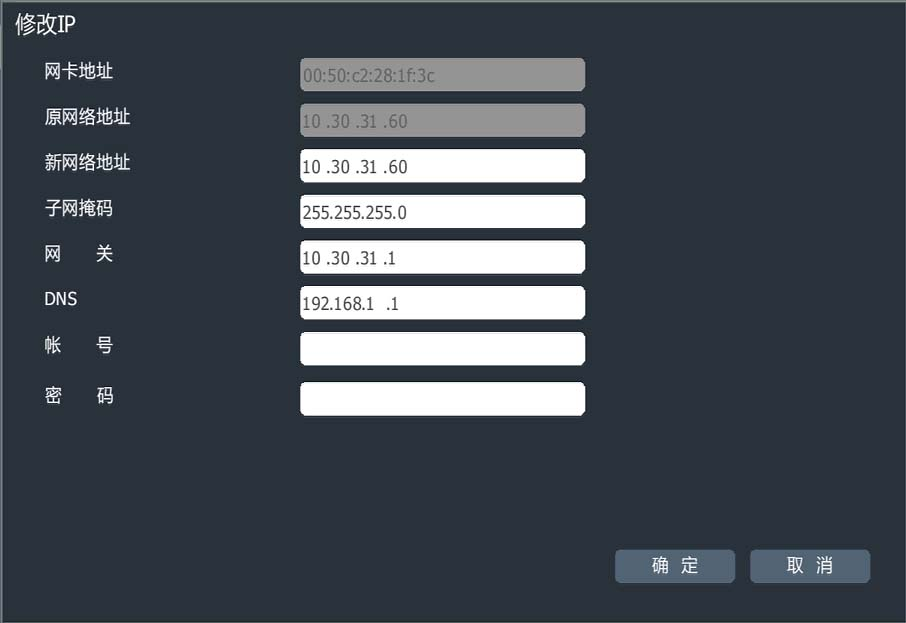 修改IP
网卡地址 00:50:c2:28:1f:3c
原网络地址 10 .30 .31 .60
新网络地址 10 .30 .31 .60
子网掩码 255.255.255.0
网 关 10 .30 .31 .1
DNS 192.168.1 .1
帐 号
密 码
确 定 取 消